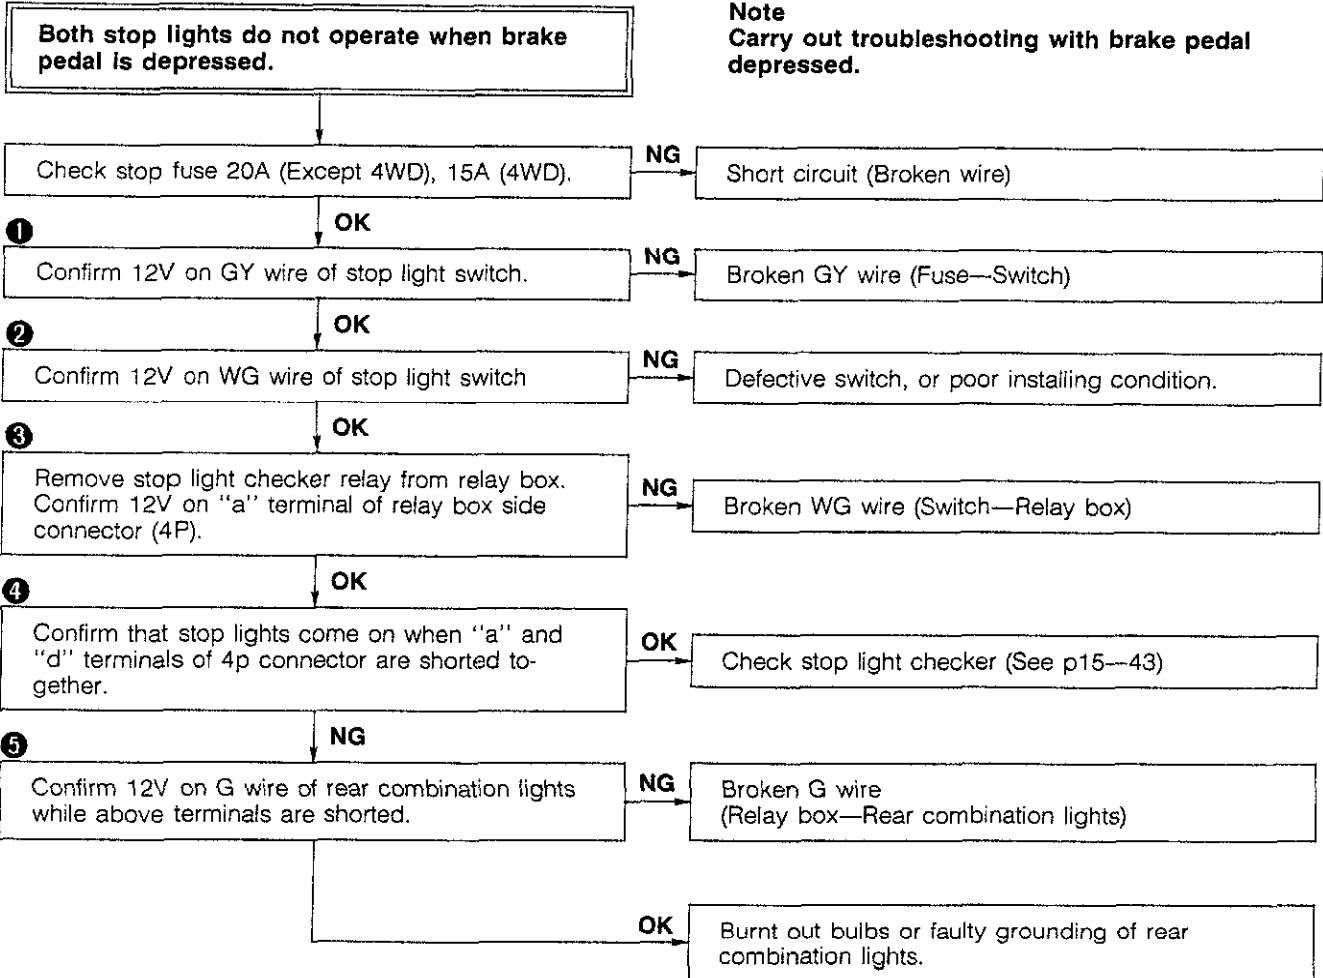 Both stop lights do not operate when brake
pedal is depressed.
Note
Carry out troubleshooting with brake pedal
depressed.
Check stop fuse 20A (Except 4WD), 15A (4WD).
NG
Short circuit (Broken wire)
OK
❶
Confirm 12V on GY wire of stop light switch.
NG
Broken GY wire (Fuse—Switch)
OK
❷
Confirm 12V on WG wire of stop light switch
NG
Defective switch, or poor installing condition.
OK
❸
Remove stop light checker relay from relay box.
Confirm 12V on "a" terminal of relay box side
connector (4P).
NG
Broken WG wire (Switch—Relay box)
OK
❹
Confirm that stop lights come on when "a" and
"d" terminals of 4p connector are shorted to-
gether.
OK
Check stop light checker (See p15—43)
NG
❺
Confirm 12V on G wire of rear combination lights
while above terminals are shorted.
NG
Broken G wire
(Relay box—Rear combination lights)
OK
Burnt out bulbs or faulty grounding of rear
combination lights.